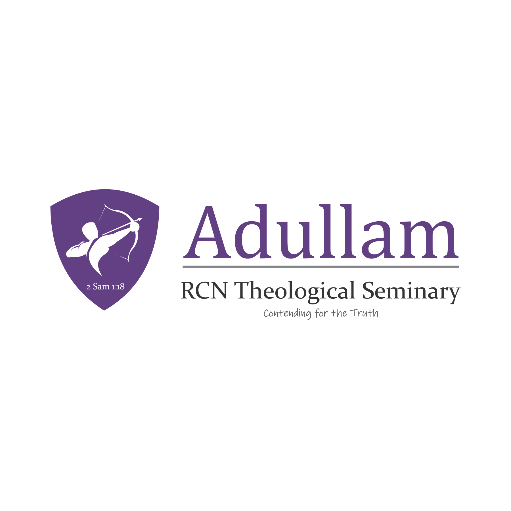 Adullam
RCN Theological Seminary
Contending for the Truth
2 Sam 1:18